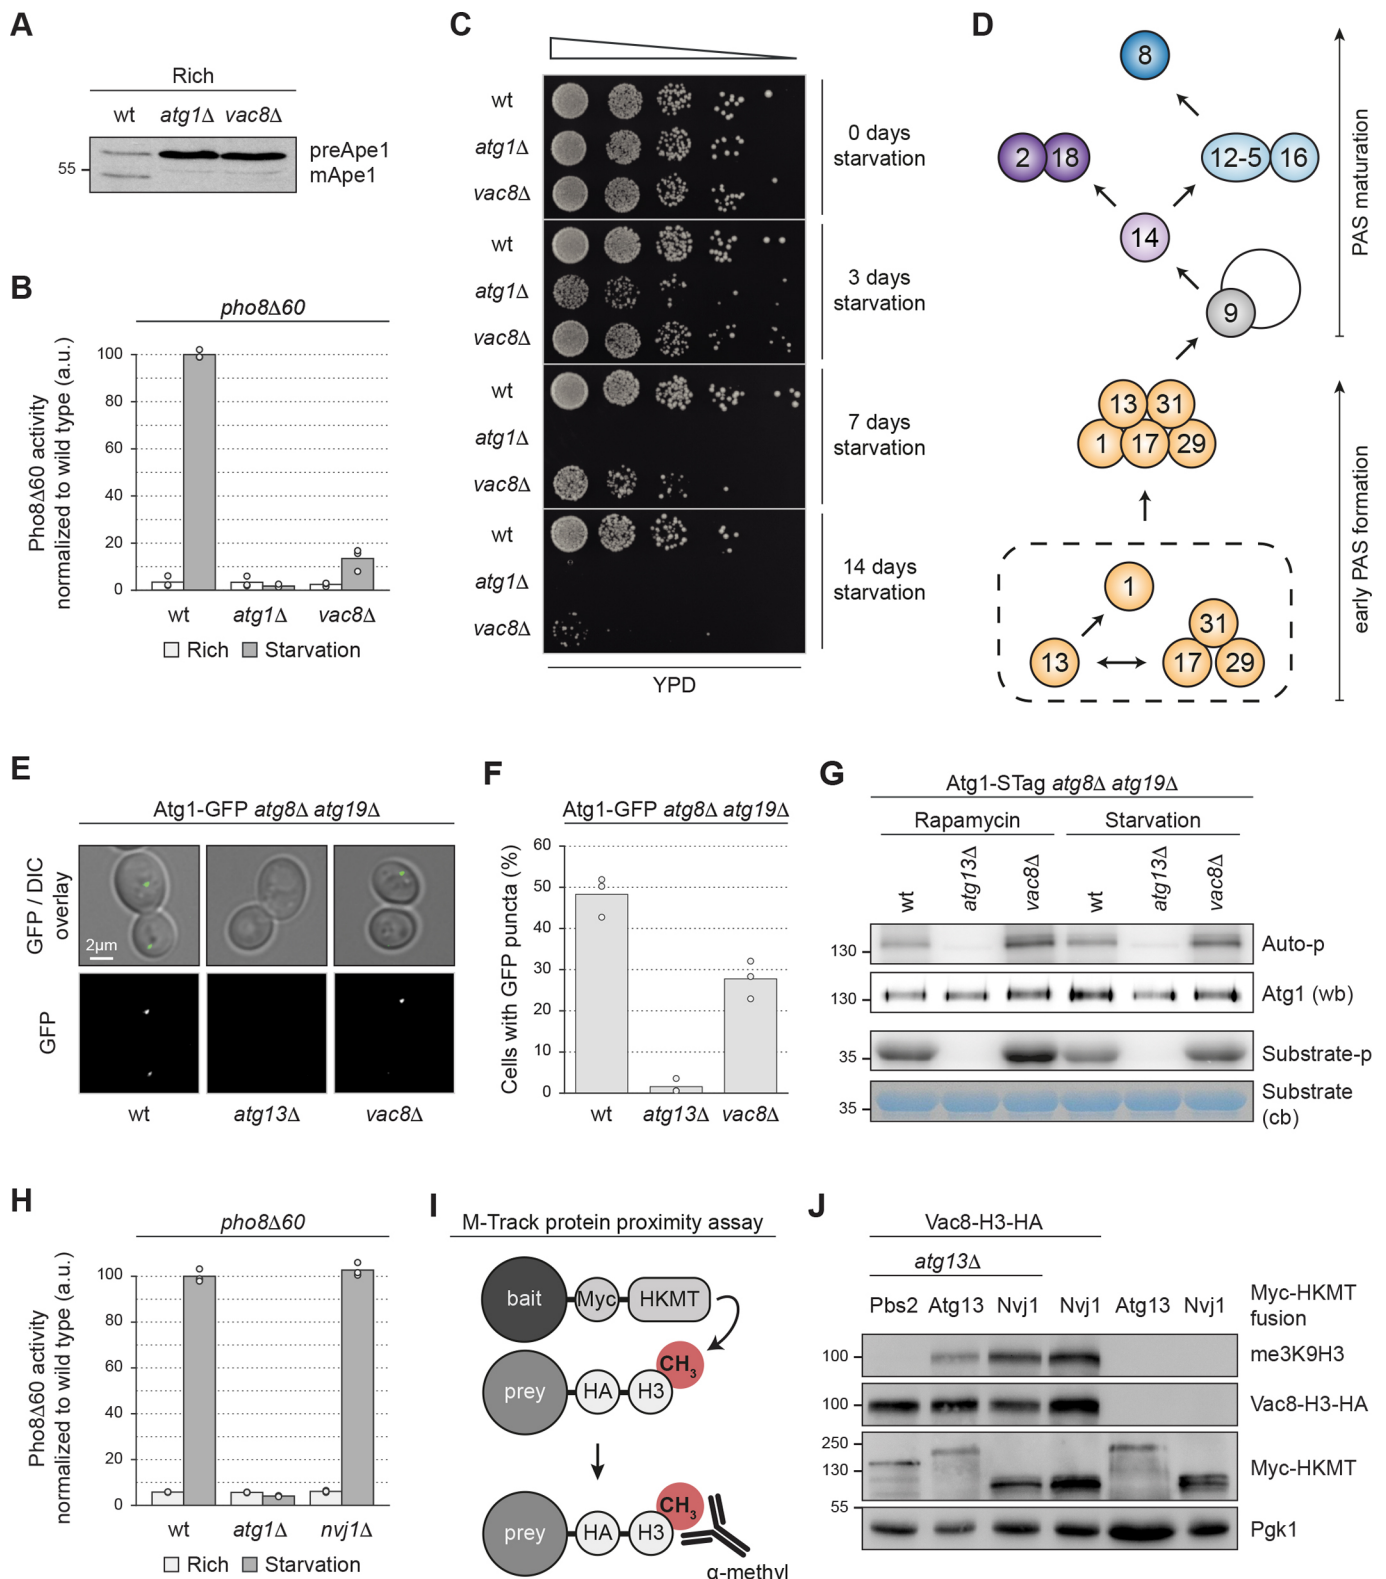 A
Rich
wt atg1Δ vac8Δ
55
preApe1
mApe1
B
pho8Δ60
Pho8Δ60 activity
normalized to wild type (a.u.)
100
80
60
40
20
0
wt atg1Δ vac8Δ
Rich Starvation
C
wt
atg1Δ
vac8Δ
0 days
starvation
wt
atg1Δ
vac8Δ
3 days
starvation
wt
atg1Δ
vac8Δ
7 days
starvation
wt
atg1Δ
vac8Δ
14 days
starvation
YPD
D
8
2 18 12-5 16
14
9
13 31
1 17 29
1
31
13 17 29
PAS maturation
early PAS formation
E
Atg1-GFP atg8Δ atg19Δ
GFP / DIC
overlay
2μm
GFP
wt atg13Δ vac8Δ
F
Atg1-GFP atg8Δ atg19Δ
Cells with GFP puncta (%)
60
50
40
30
20
10
0
wt atg13Δ vac8Δ
G
Atg1-STag atg8Δ atg19Δ
Rapamycin Starvation
wt atg13Δ vac8Δ wt atg13Δ vac8Δ
130 Auto-p
130 Atg1 (wb)
35 Substrate-p
35 Substrate
(cb)
H
pho8Δ60
Pho8Δ60 activity
normalized to wild type (a.u.)
100
80
60
40
20
0
wt atg1Δ nvj1Δ
Rich Starvation
I
M-Track protein proximity assay
bait Myc HKMT
CH3
prey HA H3
CH3
prey HA H3
α-methyl
J
Vac8-H3-HA
atg13Δ
Pbs2 Atg13 Nvj1 Nvj1 Atg13 Nvj1
Myc-HKMT
fusion
100 me3K9H3
100 Vac8-H3-HA
250
130
Myc-HKMT
55
Pgk1